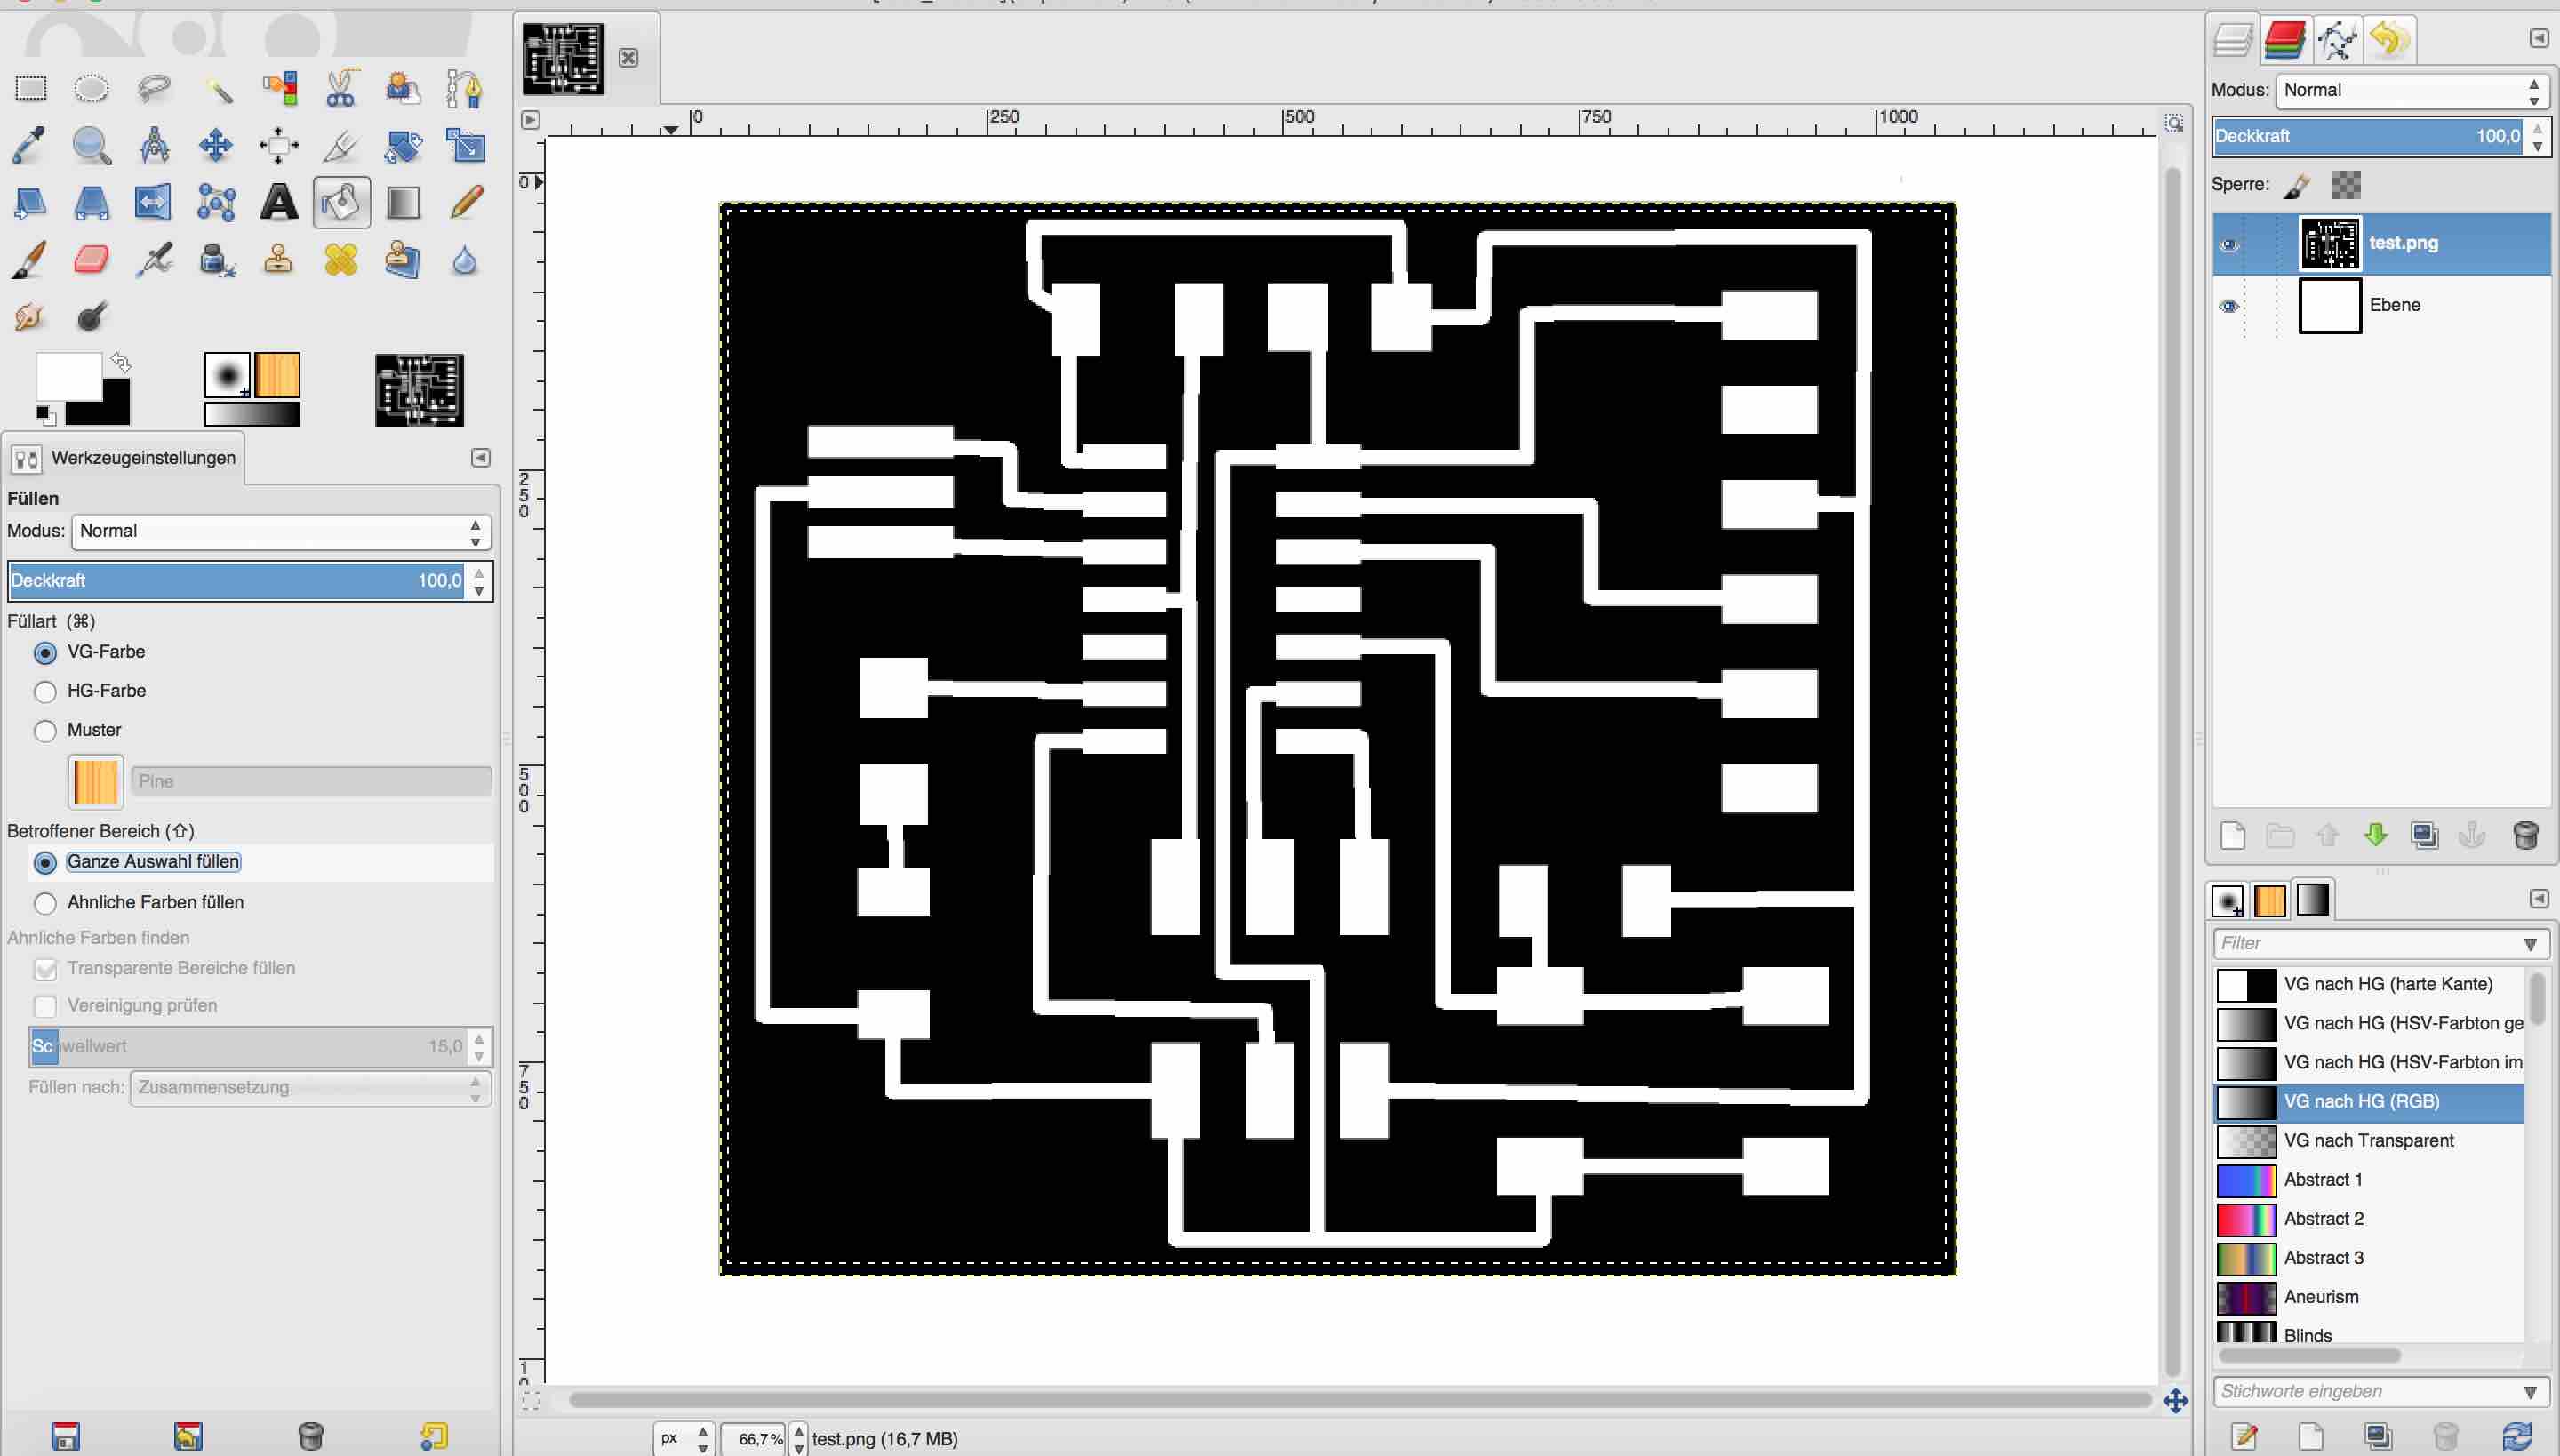 0
250
500
750
1000
0
250
500
750
Werkzeugeinstellungen
Füllen
Modus: Normal
Deckkraft 100,0
Füllart (⌘)
VG-Farbe
HG-Farbe
Muster
Pine
Betroffener Bereich (⇧)
Ganze Auswahl füllen
Ähnliche Farben füllen
Ähnliche Farben finden
Transparente Bereiche füllen
Vereinigung prüfen
Schwellwert 15,0
Füllen nach: Zusammensetzung
px 66,7% test.png (16,7 MB)
Modus: Normal
Deckkraft 100,0
Sperre:
test.png
Ebene
Filter
VG nach HG (harte Kante)
VG nach HG (HSV-Farbton ge
VG nach HG (HSV-Farbton im
VG nach HG (RGB)
VG nach Transparent
Abstract 1
Abstract 2
Abstract 3
Aneurism
Blinds
Stichworte eingeben